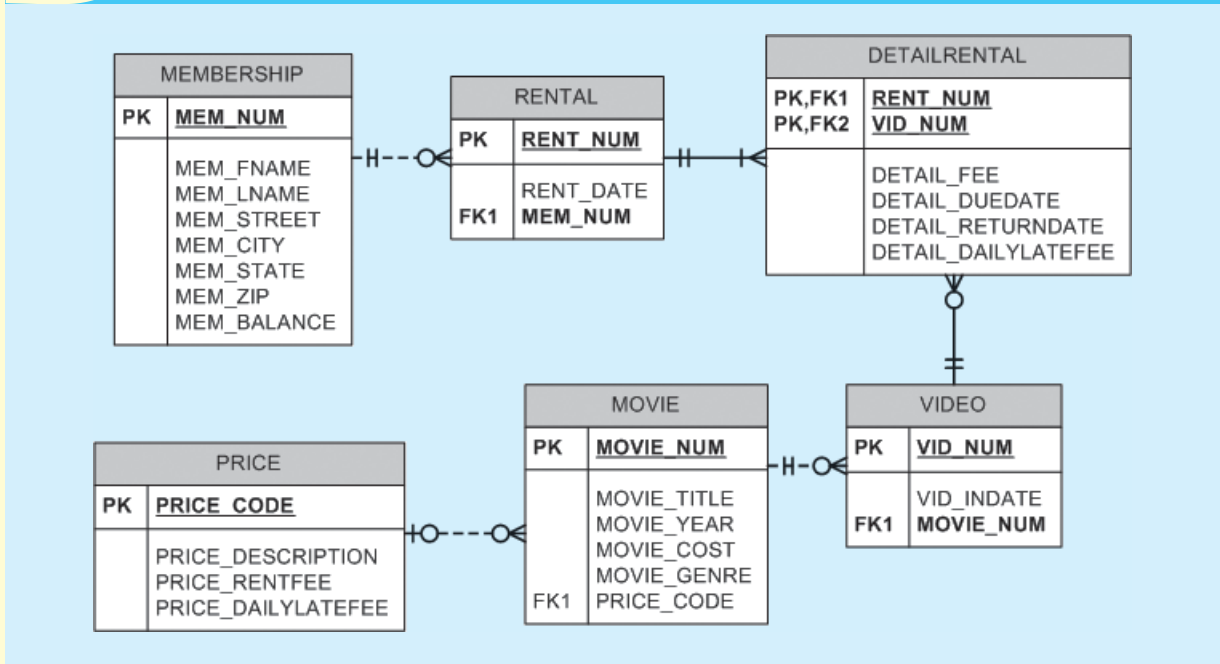 MEMBERSHIP
PK MEM_NUM
MEM_FNAME
MEM_LNAME
MEM_STREET
MEM_CITY
MEM_STATE
MEM_ZIP
MEM_BALANCE
RENTAL
PK RENT_NUM
RENT_DATE
FK1 MEM_NUM
DETAILRENTAL
PK,FK1 RENT_NUM
PK,FK2 VID_NUM
DETAIL_FEE
DETAIL_DUEDATE
DETAIL_RETURNDATE
DETAIL_DAILYLATEFEE
PRICE
PK PRICE_CODE
PRICE_DESCRIPTION
PRICE_RENTFEE
PRICE_DAILYLATEFEE
MOVIE
PK MOVIE_NUM
MOVIE_TITLE
MOVIE_YEAR
MOVIE_COST
MOVIE_GENRE
FK1 PRICE_CODE
VIDEO
PK VID_NUM
VID_INDATE
FK1 MOVIE_NUM